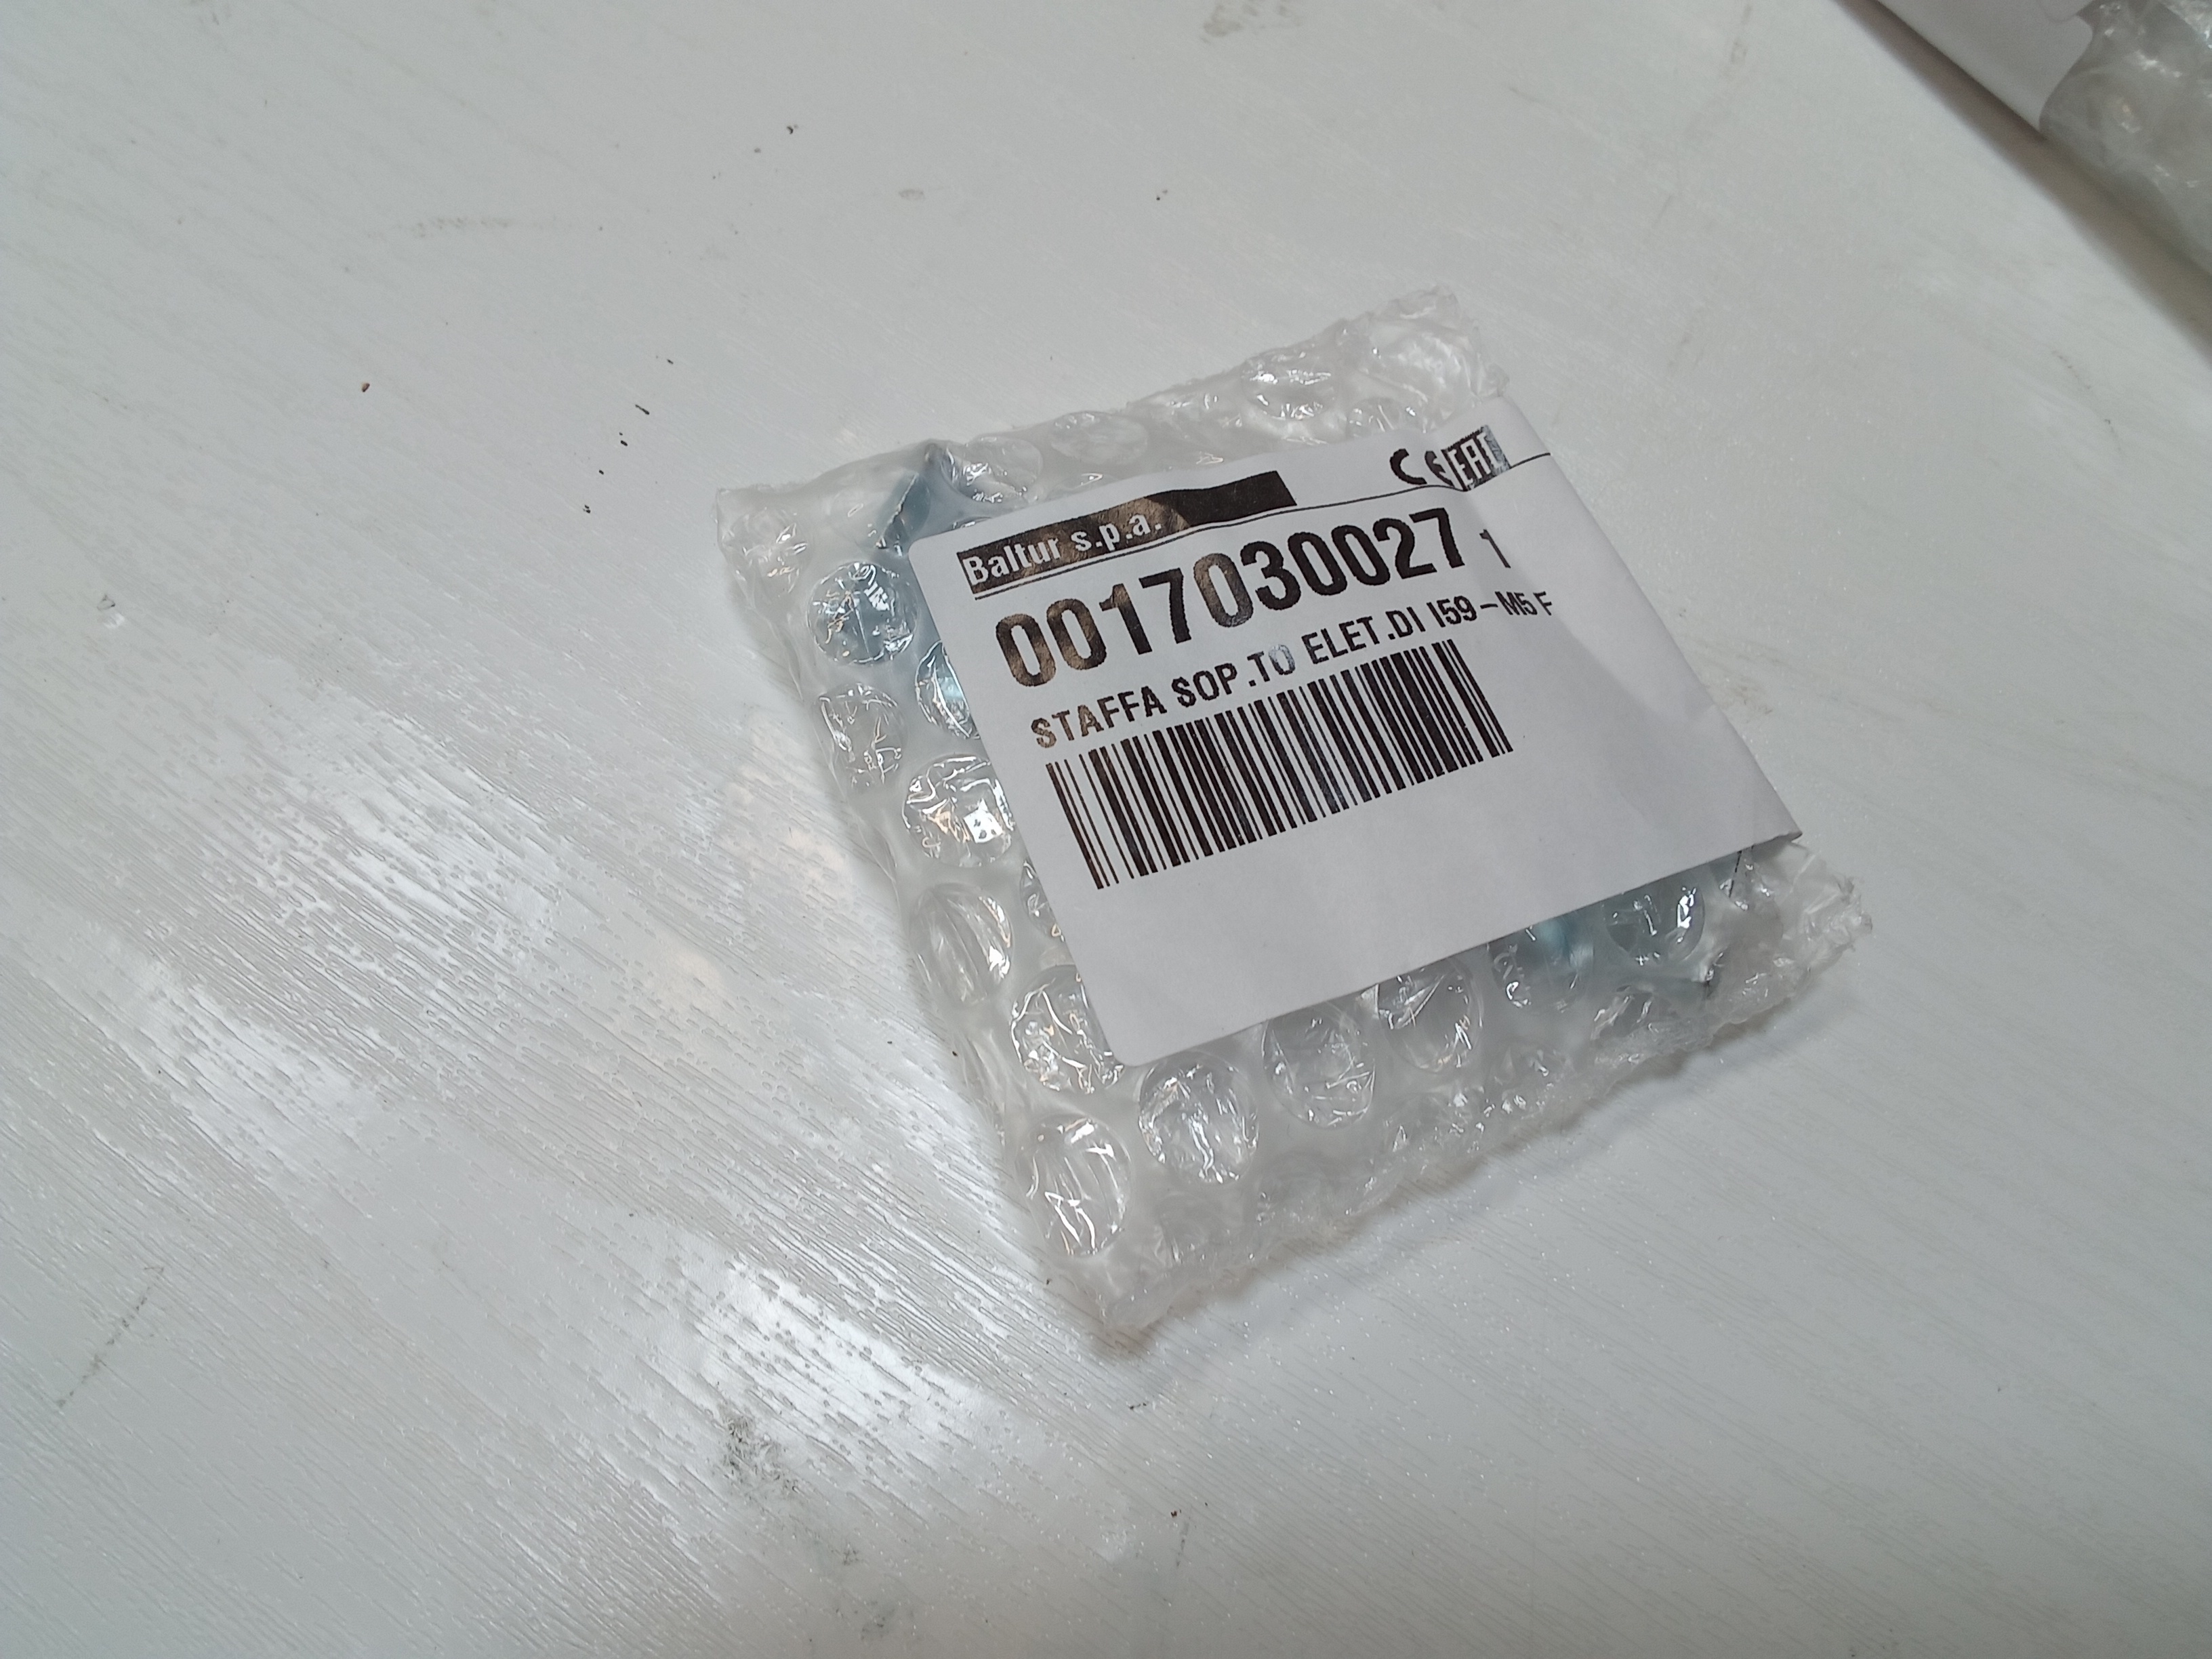 Baltur s.p.a. CE EAC
0017030027 1
STAFFA SOP.TO ELET.DI I59-M5 F